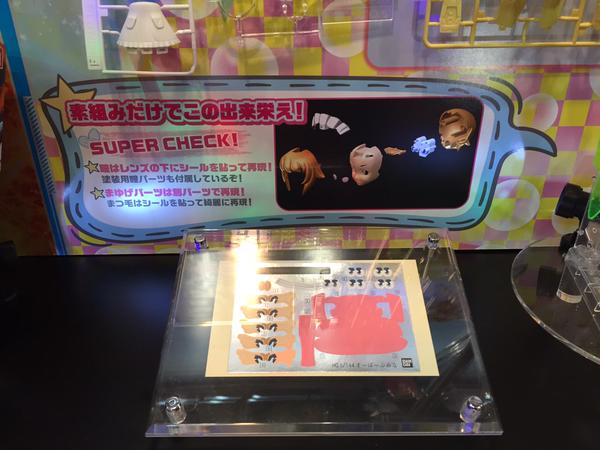 素組みだけでこの出来栄え!
SUPER CHECK!
瞳はレンズの下にシールを貼って再現!
塗装用瞳パーツも付属しているぞ!
まゆげパーツは別パーツで再現!
まつ毛はシールを貼って綺麗に再現!